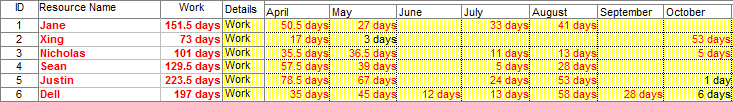 ID Resource Name Work Details April May June July August September October
1 Jane 151.5 days Work 50.5 days 27 days 33 days 41 days
2 Xing 73 days Work 17 days 3 days 53 days
3 Nicholas 101 days Work 35.5 days 36.5 days 11 days 13 days 5 days
4 Sean 129.5 days Work 57.5 days 39 days 5 days 28 days
5 Justin 223.5 days Work 78.5 days 67 days 24 days 53 days 1 day
6 Dell 197 days Work 35 days 45 days 12 days 13 days 58 days 28 days 6 days